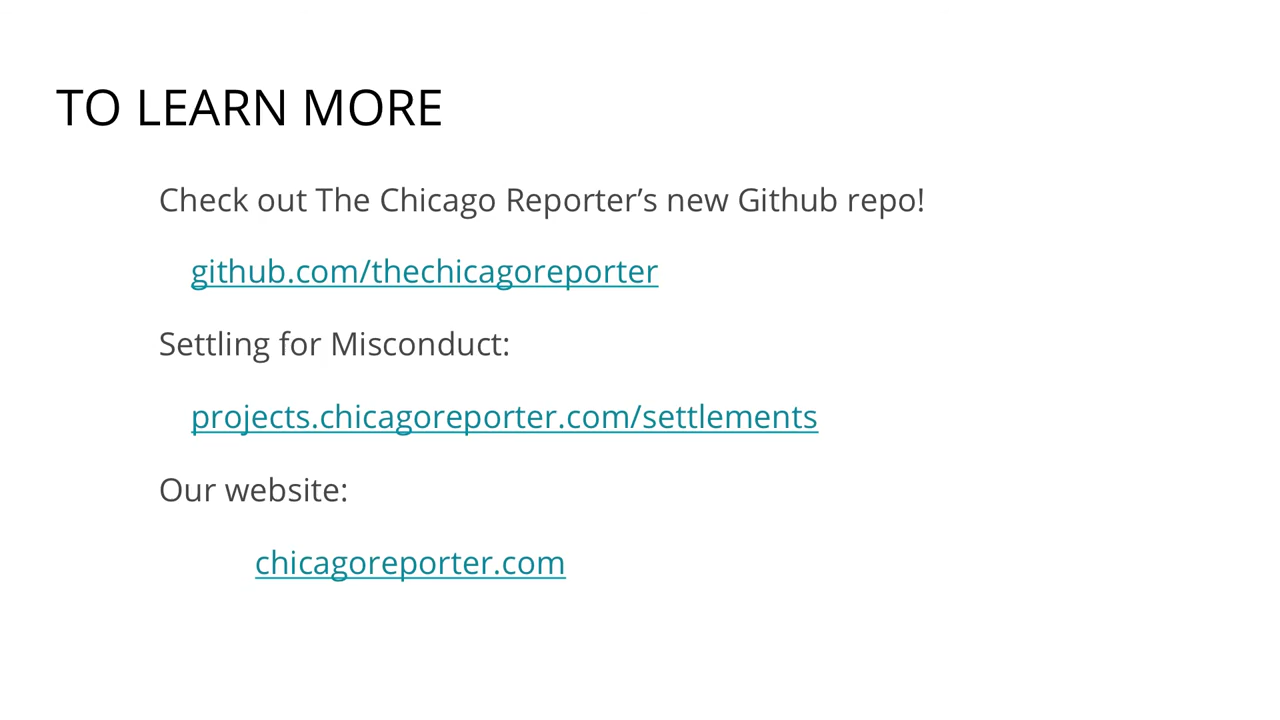 TO LEARN MORE
Check out The Chicago Reporter’s new Github repo!
github.com/thechicagoreporter
Settling for Misconduct:
projects.chicagoreporter.com/settlements
Our website:
chicagoreporter.com